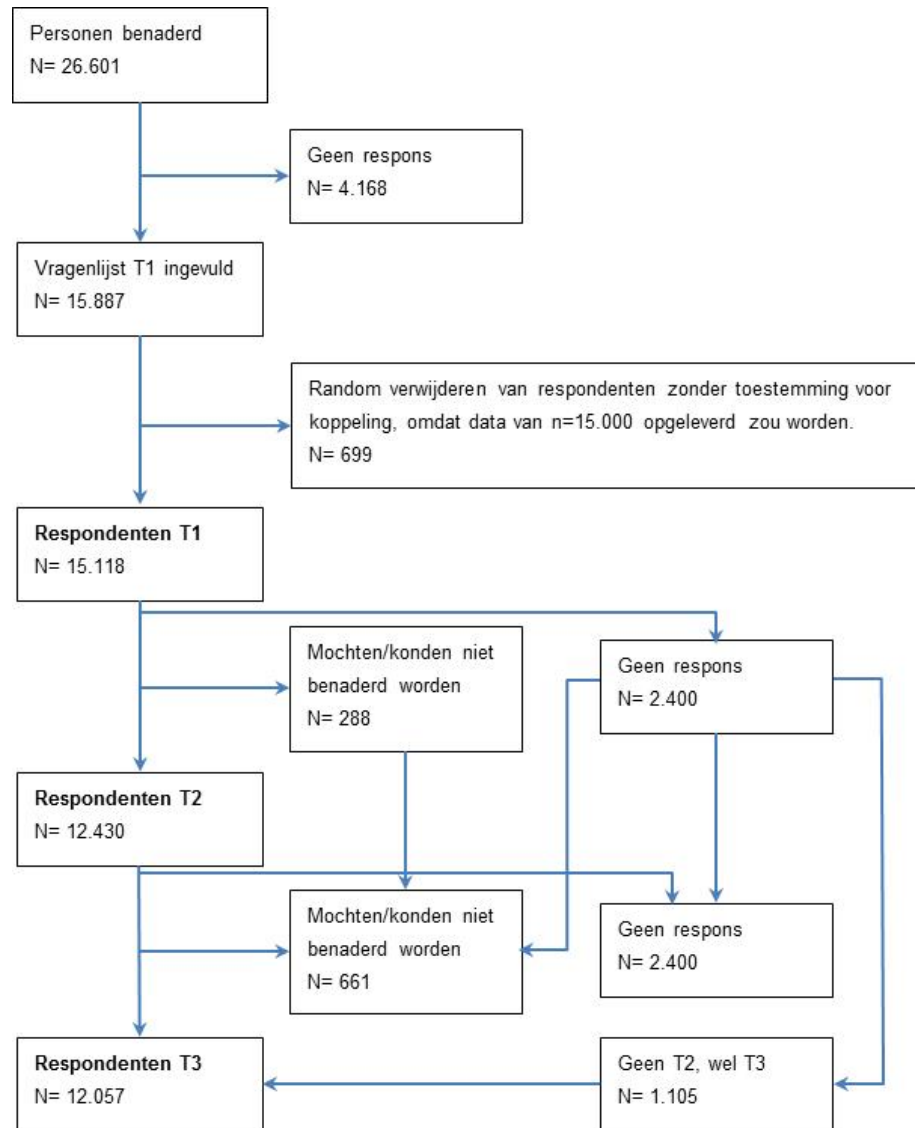 Personen benaderd
N= 26.601
Geen respons
N= 4.168
Vragenlijst T1 ingevuld
N= 15.887
Random verwijderen van respondenten zonder toestemming voor
koppeling, omdat data van n=15.000 opgeleverd zou worden.
N= 699
Respondenten T1
N= 15.118
Mochten/konden niet
benaderd worden
N= 288
Geen respons
N= 2.400
Respondenten T2
N= 12.430
Mochten/konden niet
benaderd worden
N= 661
Geen respons
N= 2.400
Respondenten T3
N= 12.057
Geen T2, wel T3
N= 1.105